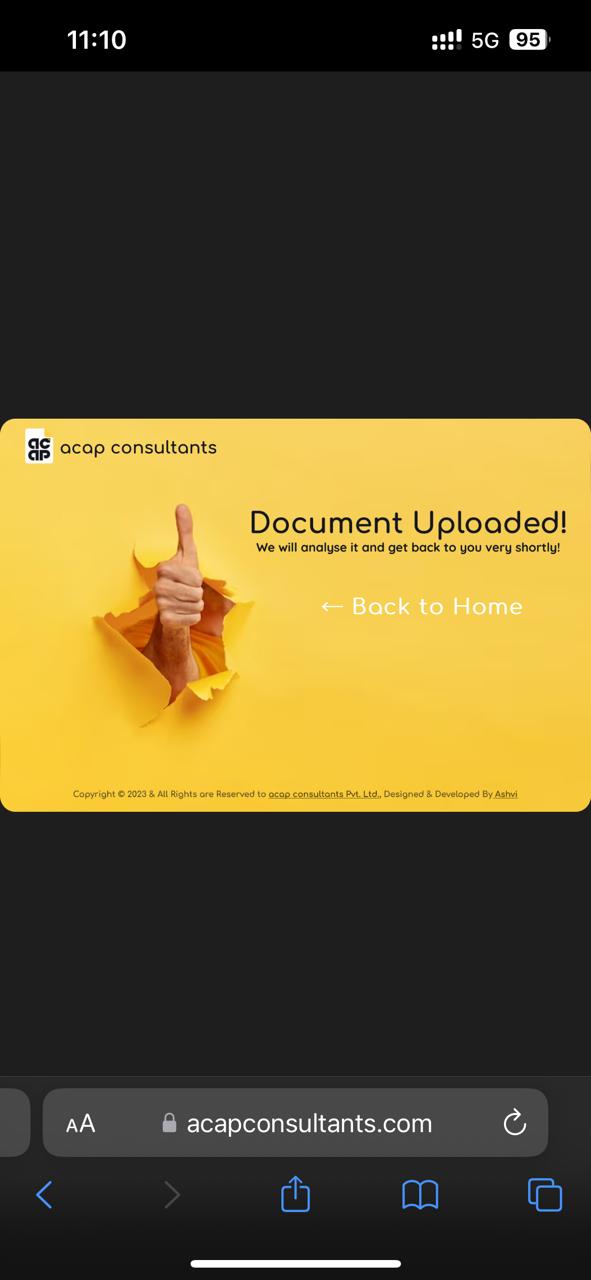 11:10
5G 95
ac
ap
acap consultants
Document Uploaded!
We will analyse it and get back to you very shortly!
← Back to Home
Copyright © 2023 & All Rights are Reserved to acap consultants Pvt. Ltd., Designed & Developed By Ashvi
AA acapconsultants.com